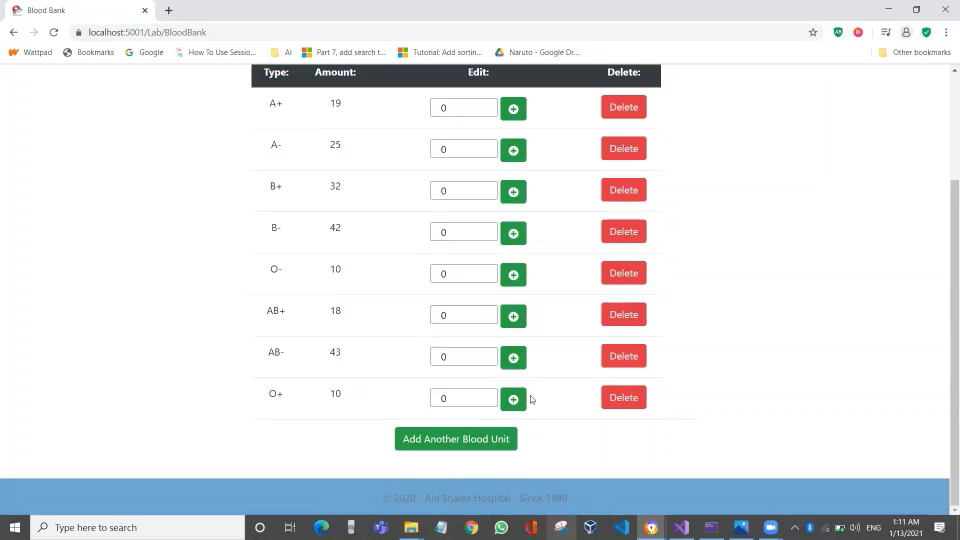 Blood Bank
localhost:5001/Lab/BloodBank
Wattpad Bookmarks Google How To Use Sessio... AI Part 7, add search t... Tutorial: Add sortin... Naruto - Google Dr... Other bookmarks
Type: Amount: Edit: Delete:
A+ 19 0 Delete
A- 25 0 Delete
B+ 32 0 Delete
B- 42 0 Delete
O- 10 0 Delete
AB+ 18 0 Delete
AB- 43 0 Delete
O+ 10 0 Delete
Add Another Blood Unit
© 2020 - Ain Shams Hospital - Since 1980
Type here to search
ENG
1:11 AM
1/13/2021